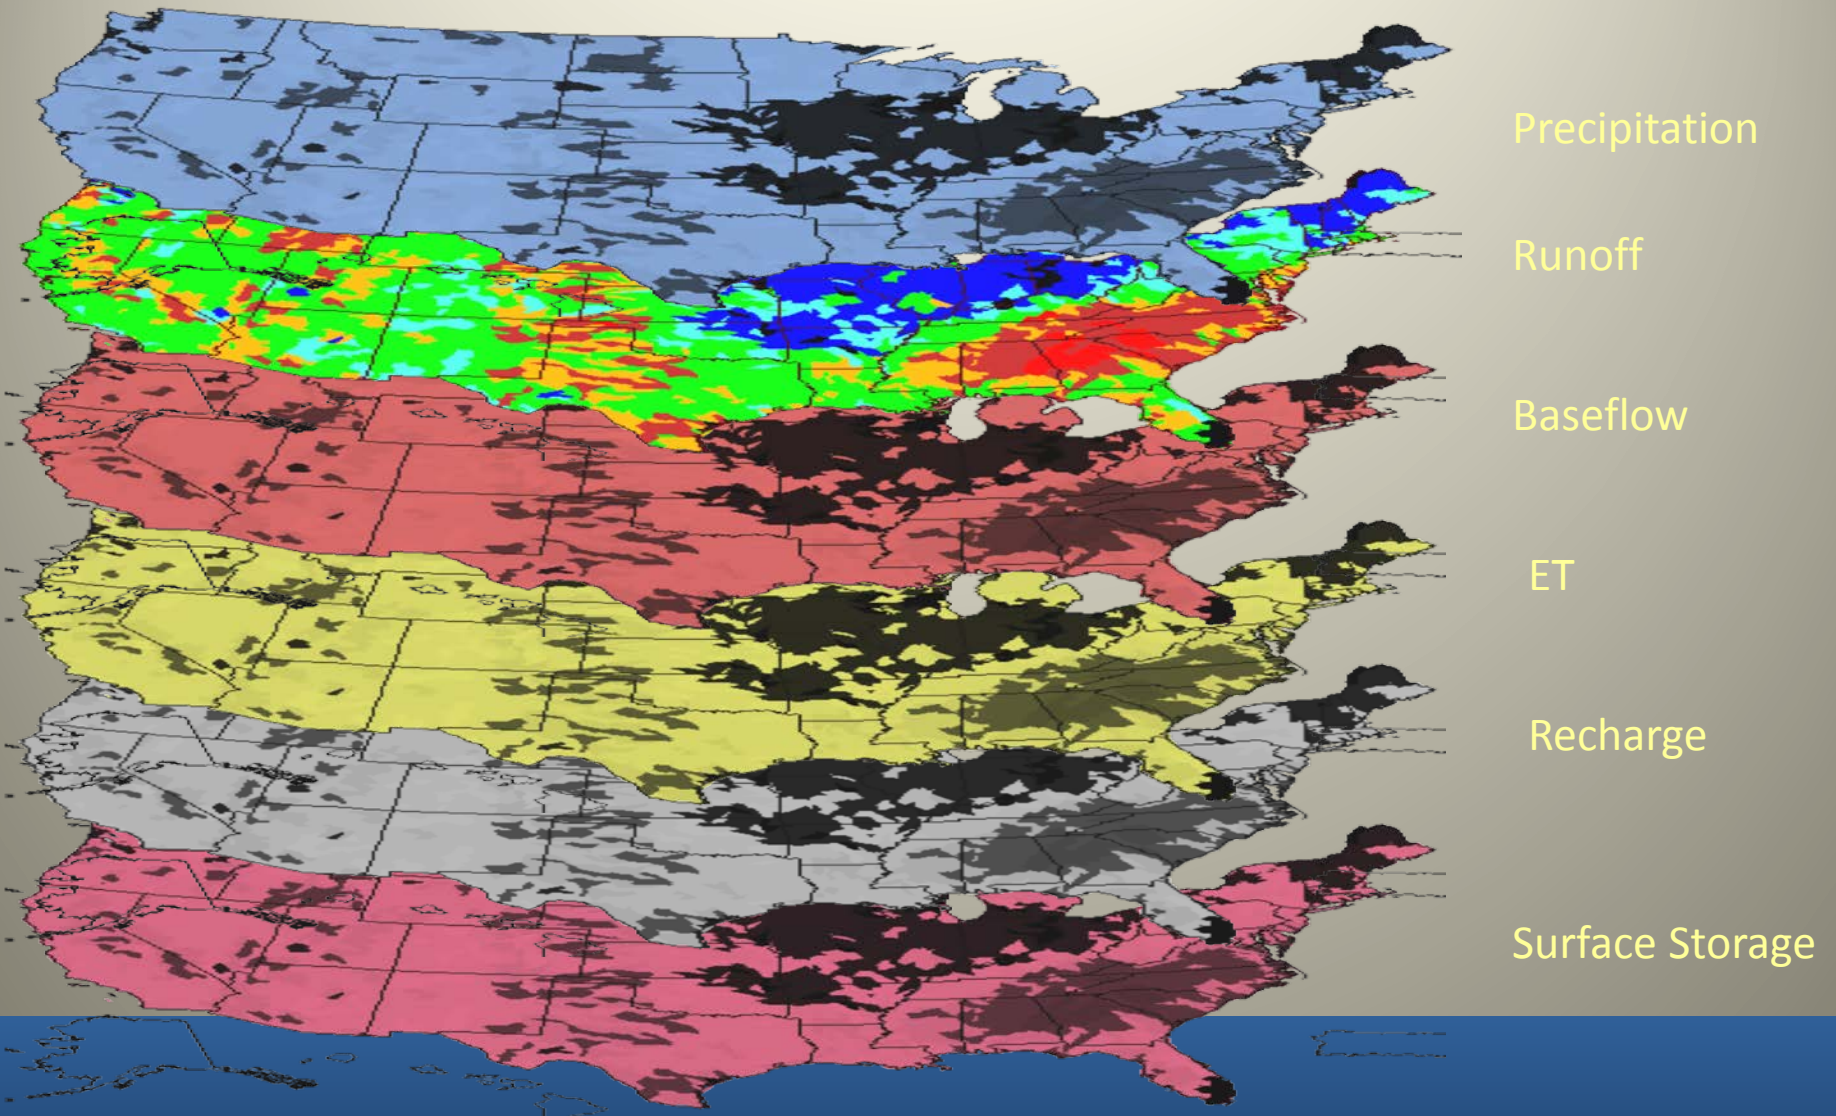 Precipitation
Runoff
Baseflow
ET
Recharge
Surface Storage